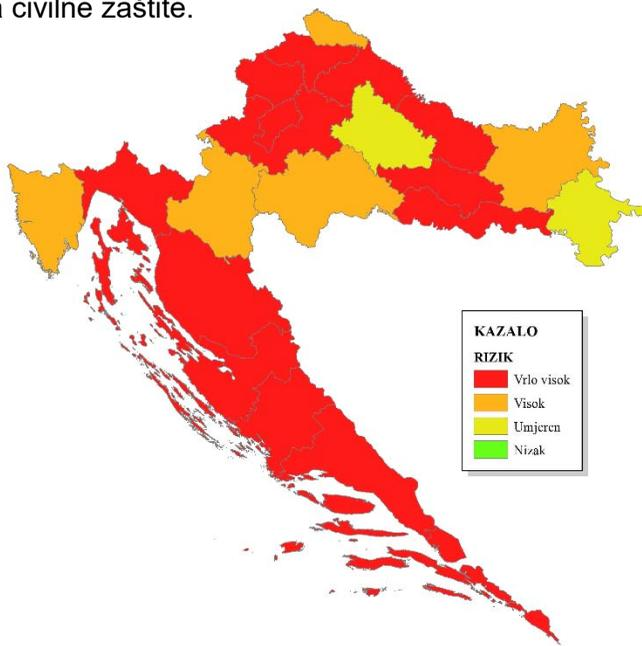 civilne zaštite.
KAZALO
RIZIK
Vrlo visok
Visok
Umjeren
Nizak